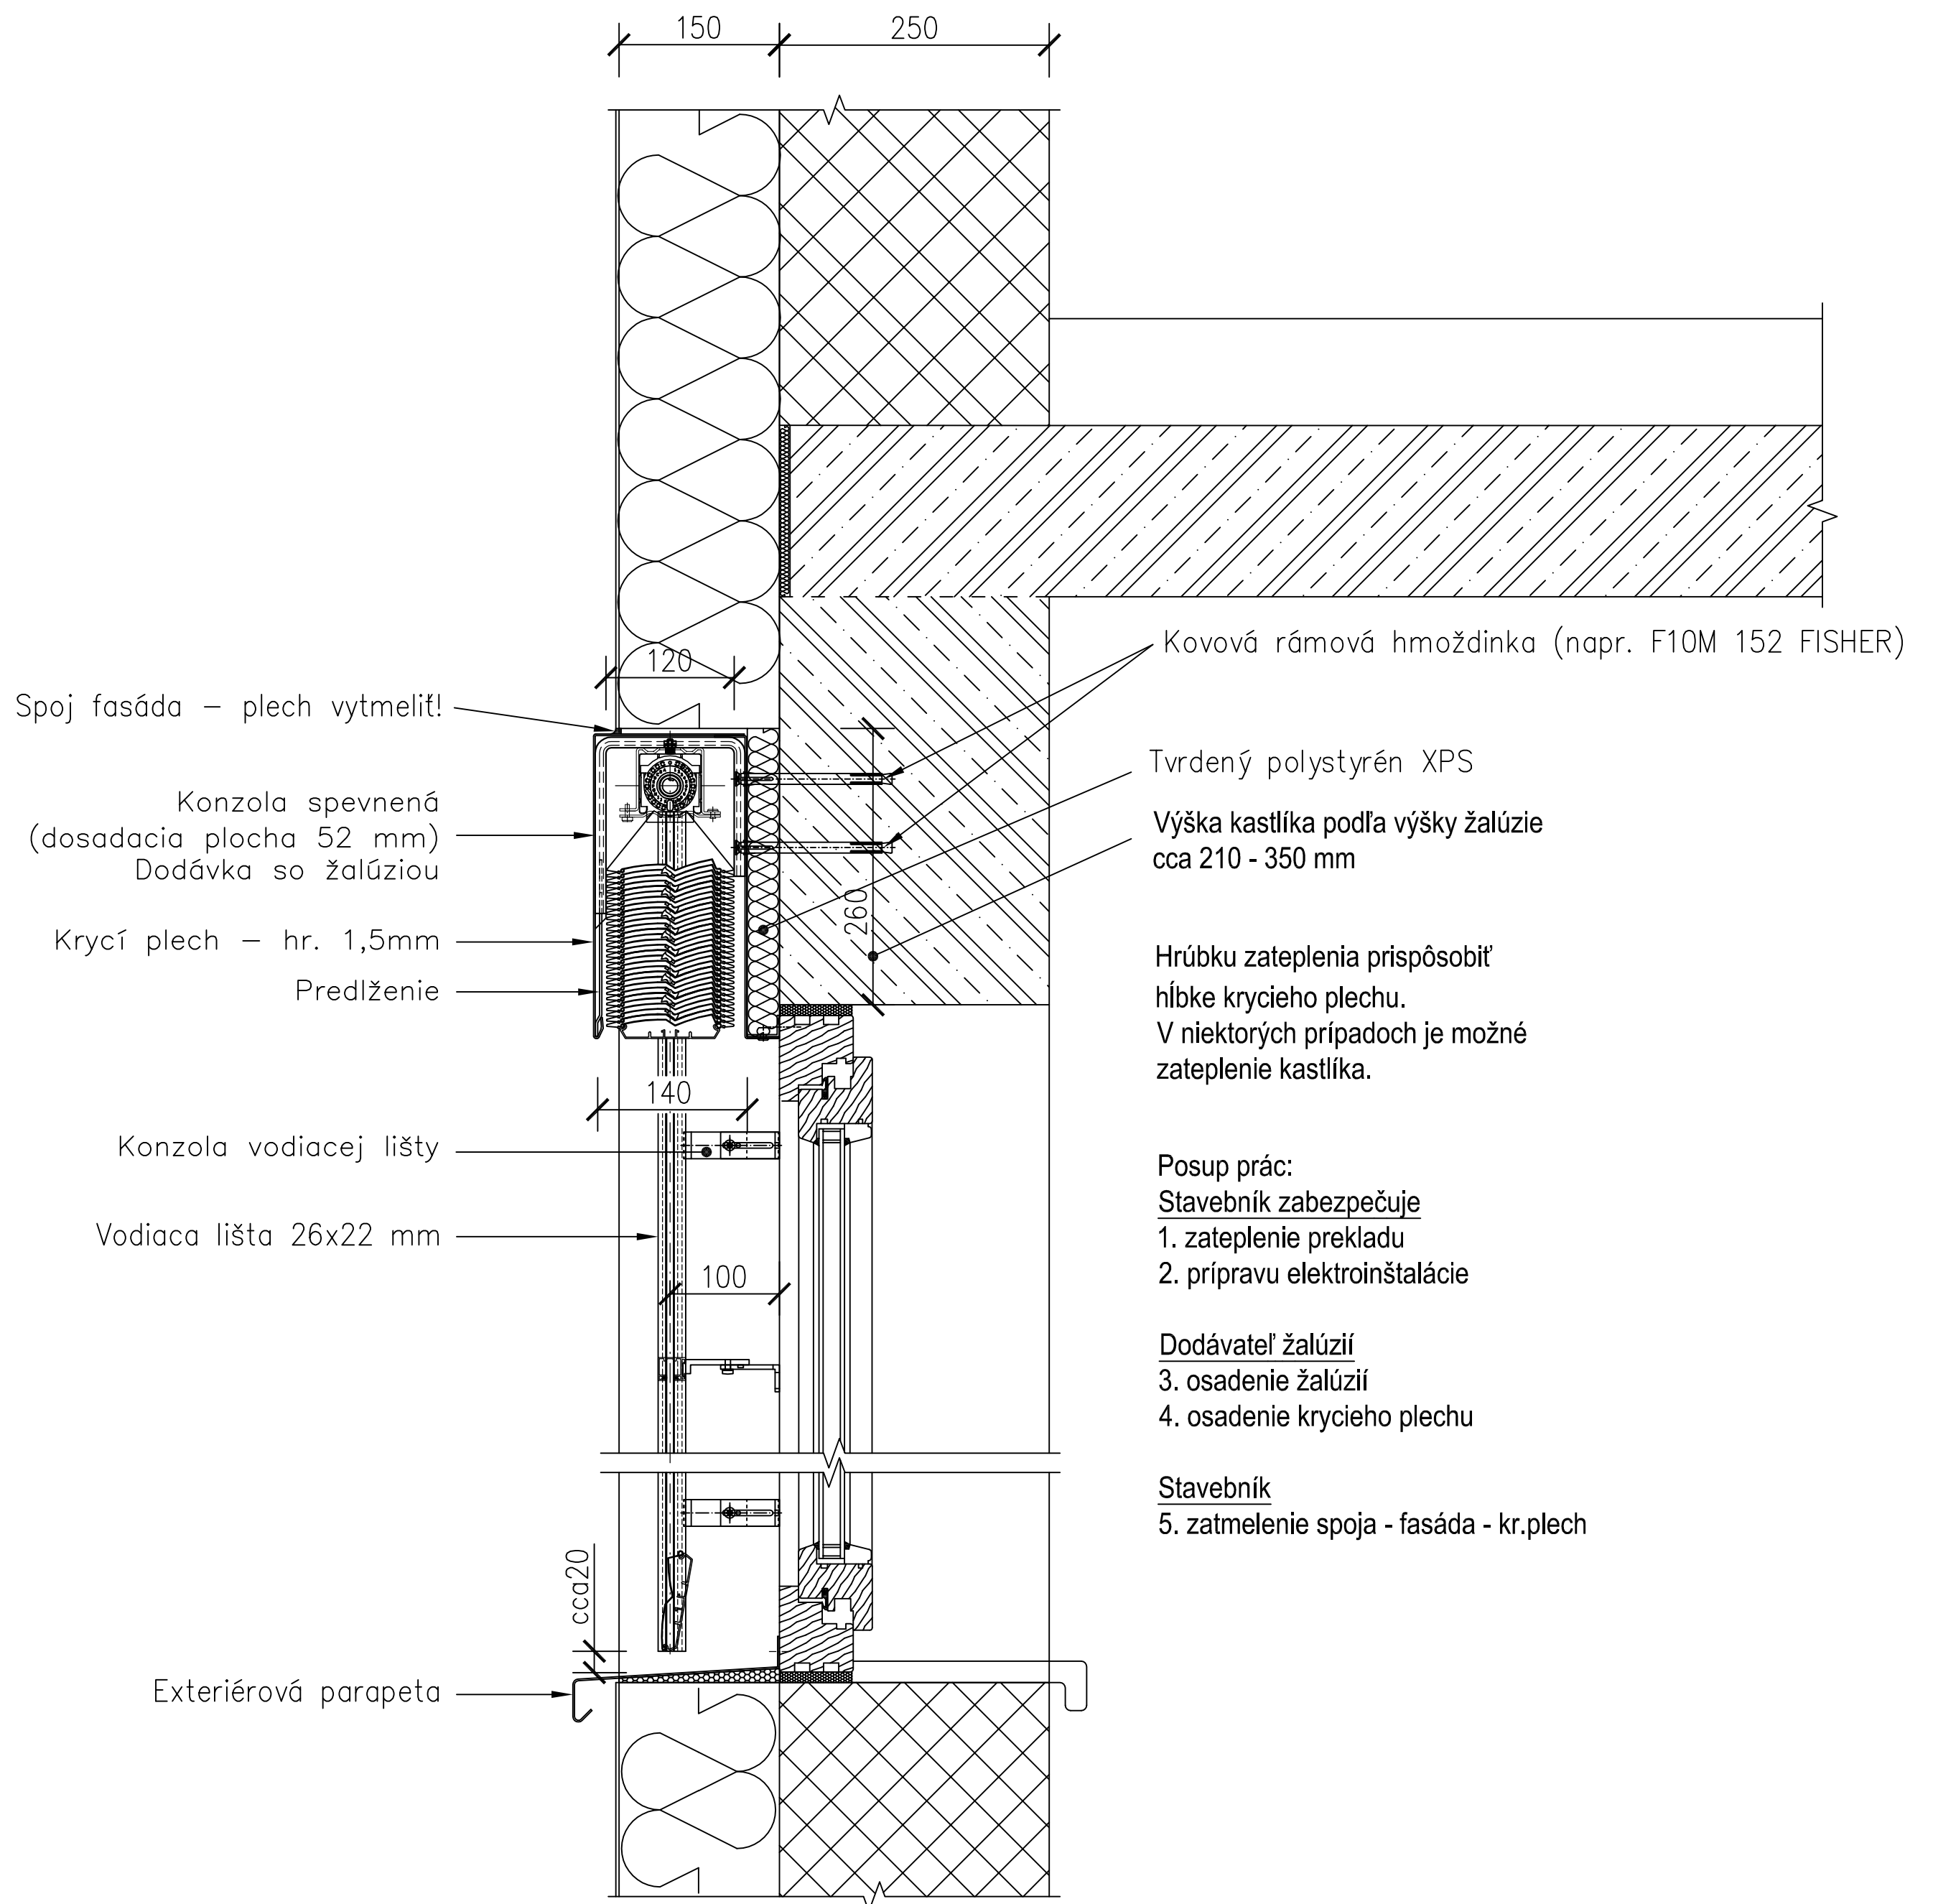 150
250
Kovová rámová hmoždinka (napr. F10M 152 FISHER)
120
Spoj fasáda – plech vytmeliť!
Tvrdený polystyrén XPS
Konzola spevnená
(dosadacia plocha 52 mm)
Dodávka so žalúziou
Výška kastlíka podľa výšky žalúzie
cca 210 - 350 mm
260
Krycí plech – hr. 1,5mm
Predlženie
Hrúbku zateplenia prispôsobiť
hĺbke krycieho plechu.
V niektorých prípadoch je možné
zateplenie kastlíka.
140
Konzola vodiacej lišty
Vodiaca lišta 26x22 mm
100
Posup prác:
Stavebník zabezpečuje
1. zateplenie prekladu
2. prípravu elektroinštalácie
Dodávateľ žalúzií
3. osadenie žalúzií
4. osadenie krycieho plechu
Stavebník
5. zatmelenie spoja - fasáda - kr.plech
cca20
Exteriérová parapeta